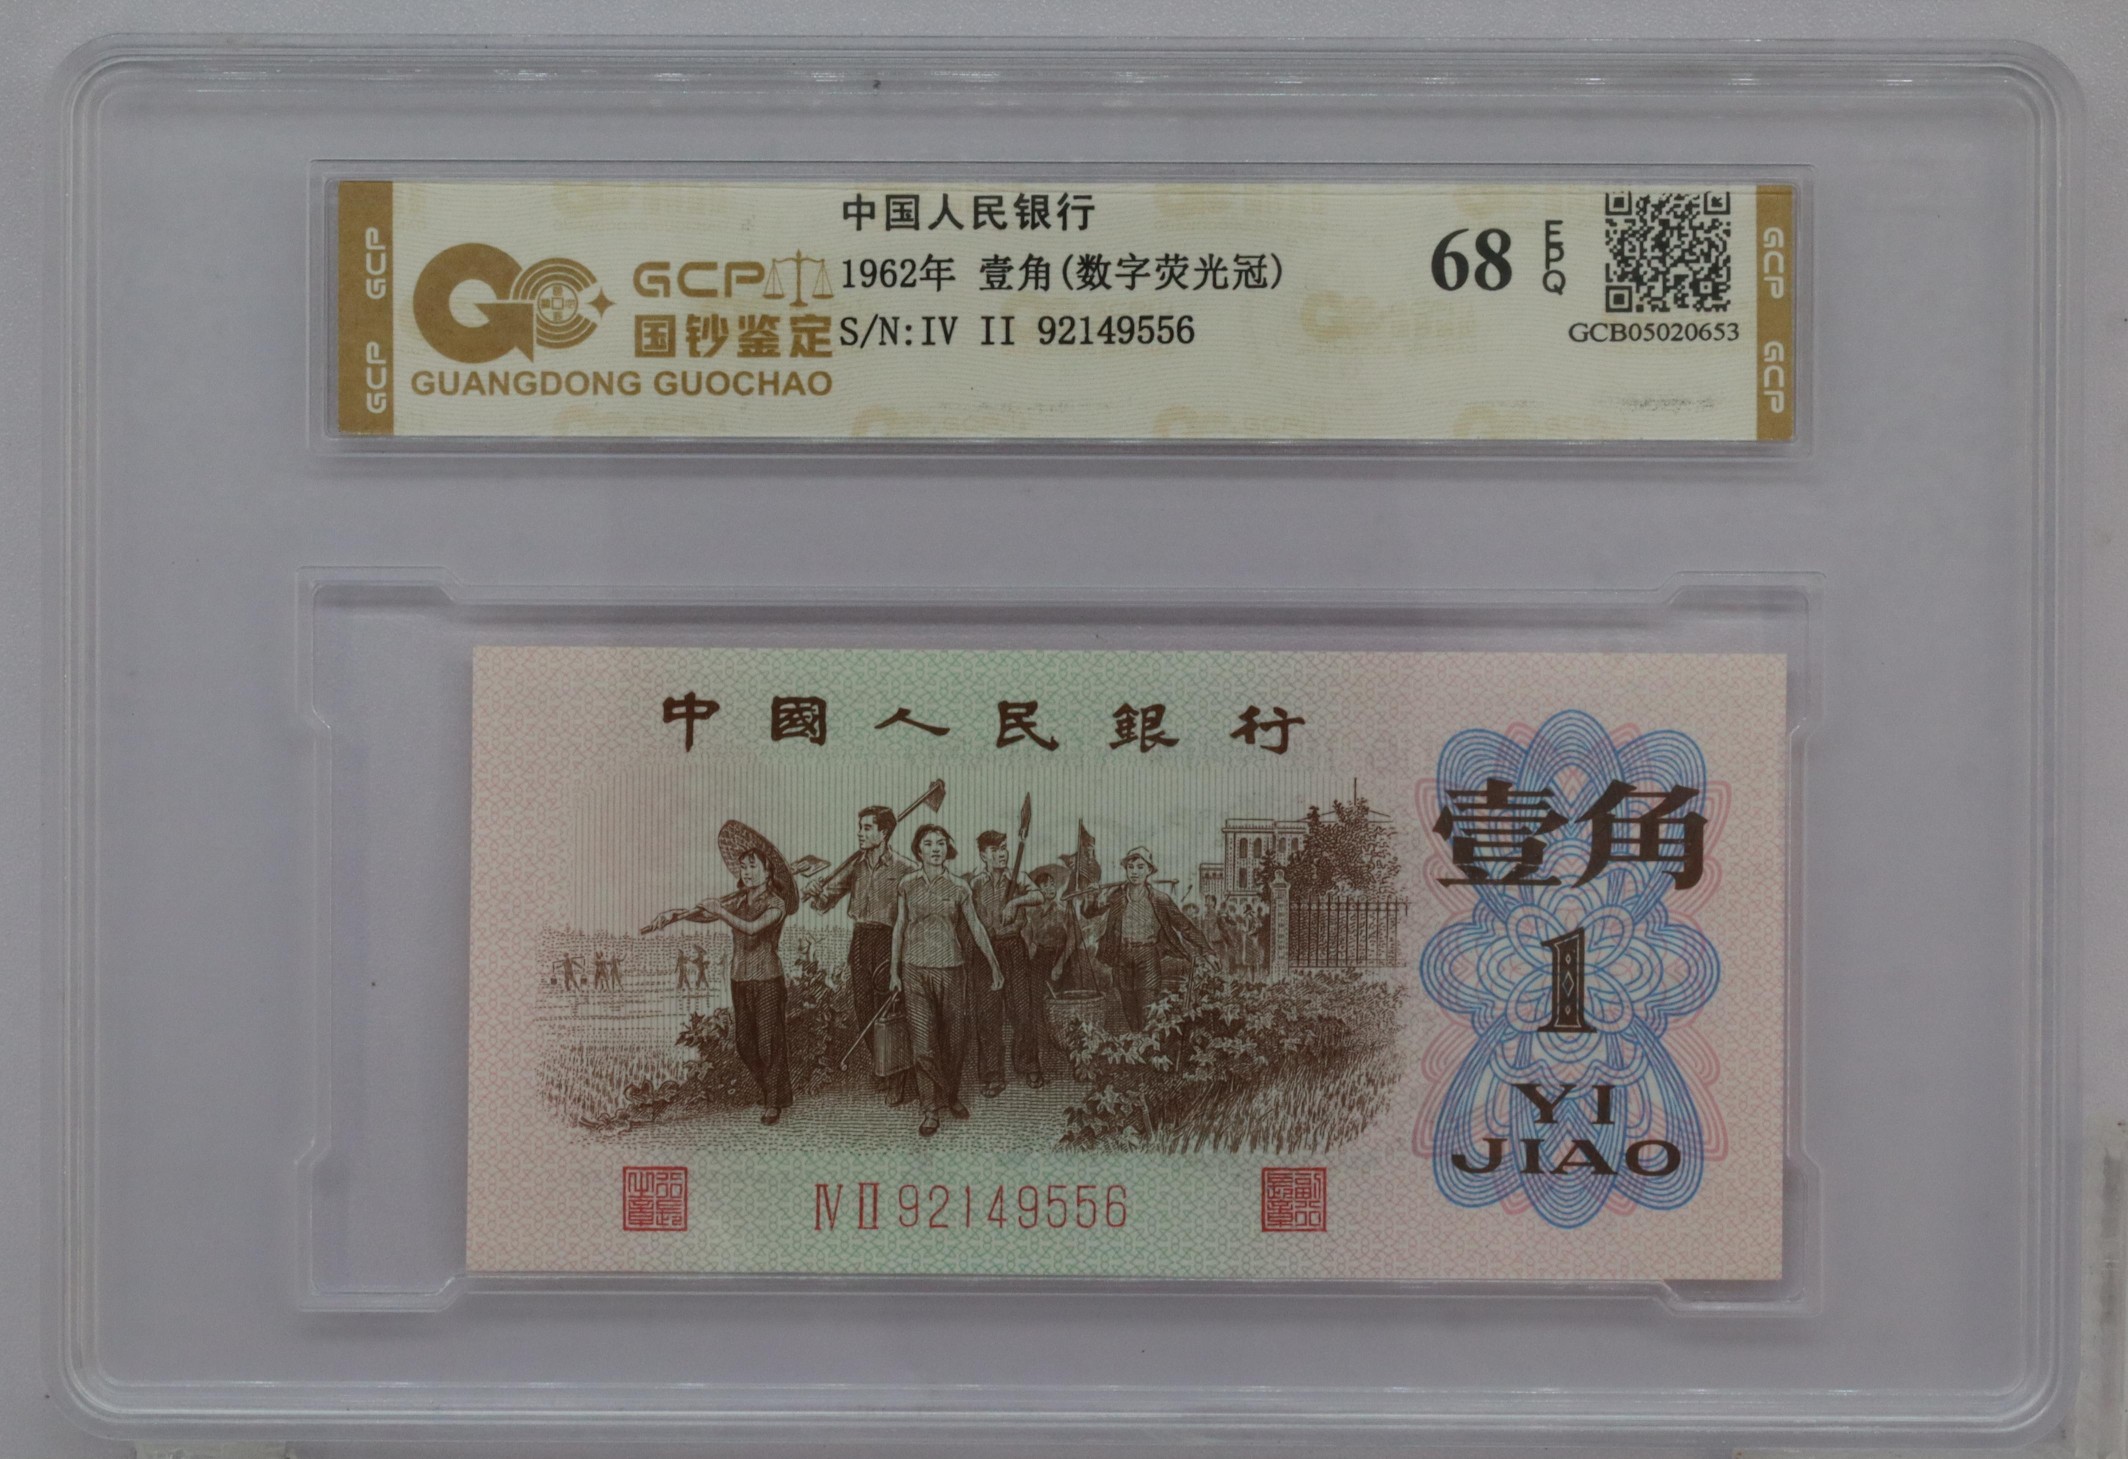 中国人民银行
1962年 壹角(数字荧光冠)
S/N:IV II 92149556
GCP
国钞鉴定
GUANGDONG GUOCHAO
68 EPQ
GCB05020653
GCP GCP
GCP GCP
中國人民銀行
壹角
1
YI
JIAO
IV II 92149556